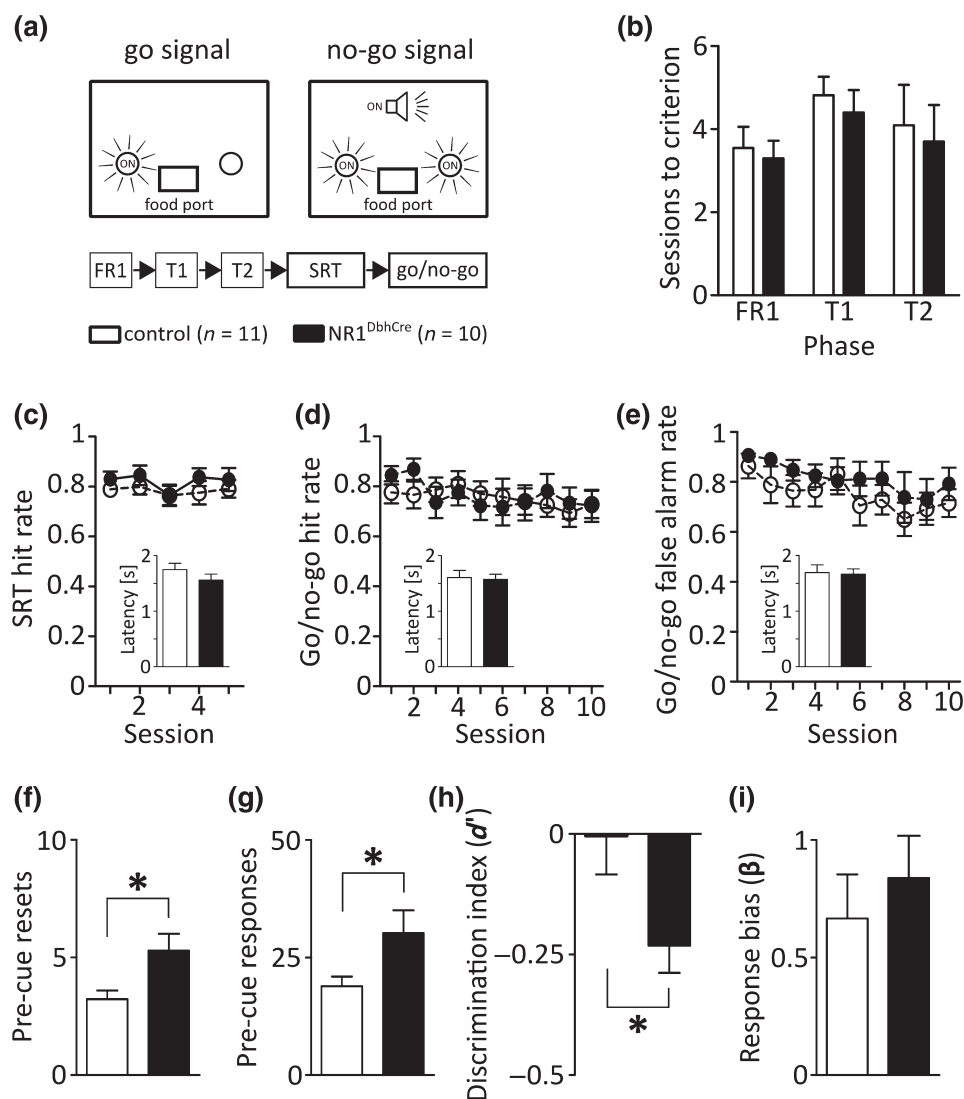 (a)
go signal
no-go signal
ON
ON
ON
ON
food port
food port
FR1 T1 T2 SRT go/no-go
control (n = 11) NR1DbhCre (n = 10)
(b)
Sessions to criterion
6
4
2
0
FR1 T1 T2
Phase
(c)
SRT hit rate
1
0.8
0.6
0.4
0.2
0
Latency [s]
2
1
0
2 4
Session
(d)
Go/no-go hit rate
1
0.8
0.6
0.4
0.2
0
Latency [s]
2
1
0
2 4 6 8 10
Session
(e)
Go/no-go false alarm rate
1
0.8
0.6
0.4
0.2
0
Latency [s]
2
1
0
2 4 6 8 10
Session
(f)
Pre-cue resets
10
5
0
*
(g)
Pre-cue responses
50
25
0
*
(h)
Discrimination index (d')
0
−0.25
−0.5
*
(i)
Response bias (β)
1
0.5
0